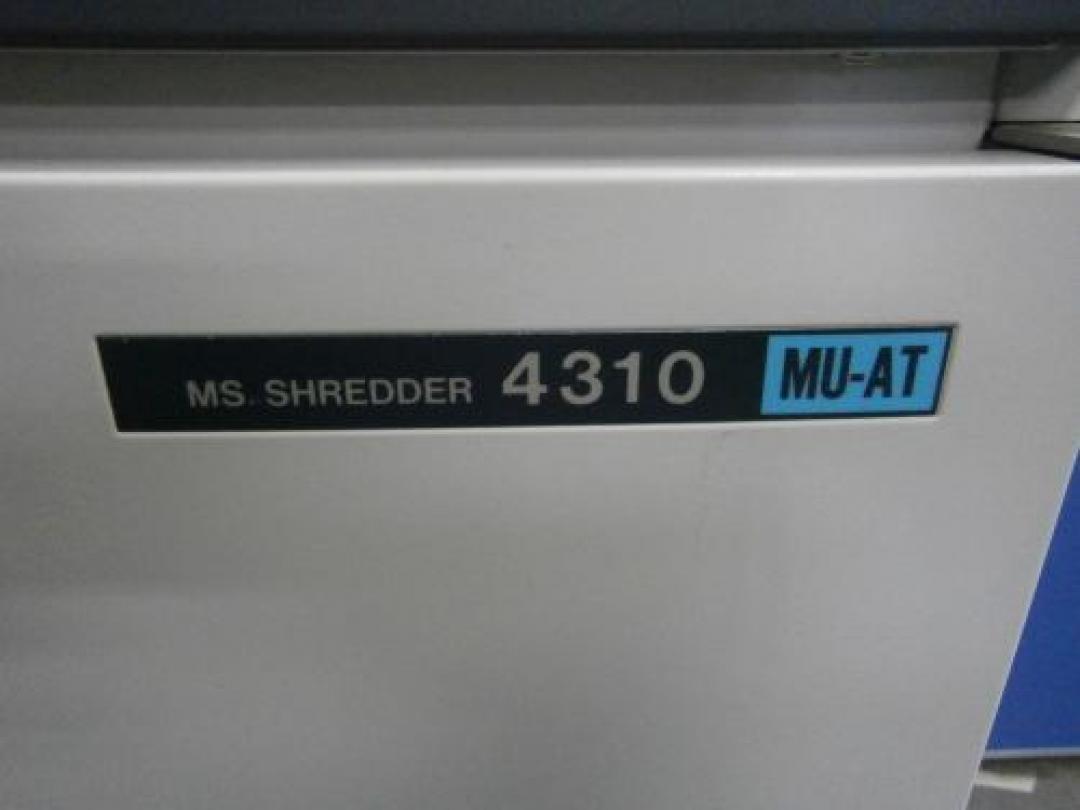 MS. SHREDDER 4310 MU-AT